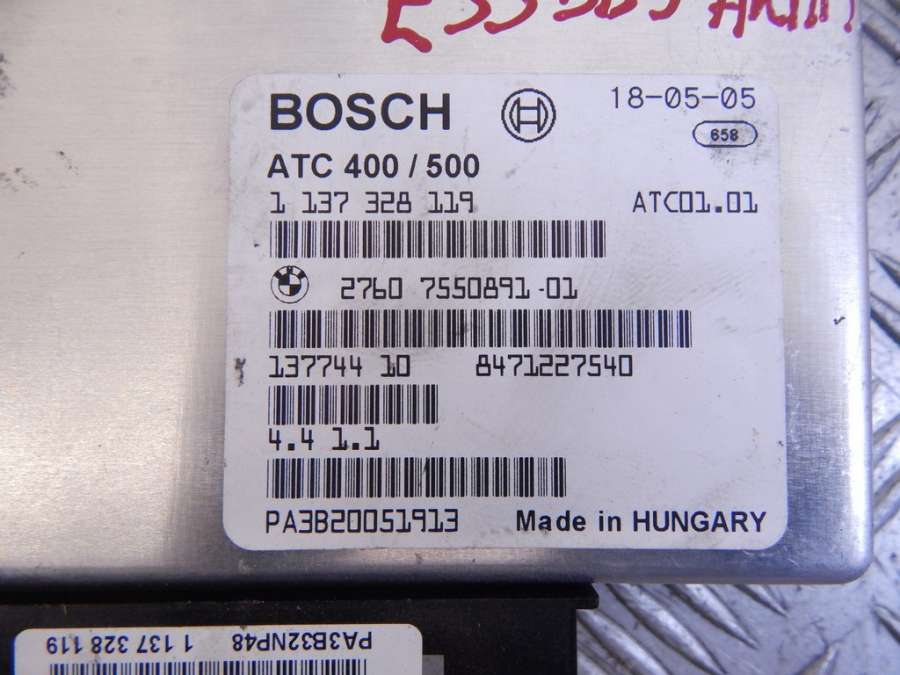 BOSCH 18-05-05
658
ATC 400 / 500
1 137 328 119 ATC01.01
2760 7550891-01
137744 10 8471227540
4.4 1.1
PA3B20051913 Made in HUNGARY
PA3B32NP48 1 137 328 119